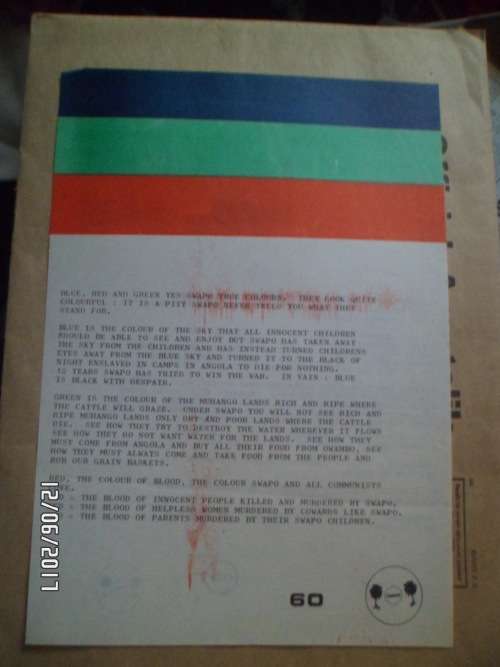 BLUE, RED AND GREEN YES SWAPO TRUE COLOURS. THEY LOOK QUITE
COLOURFUL : IT IS A PITY SWAPO NEVER TELLS YOU WHAT THEY
STAND FOR.
BLUE IS THE COLOUR OF THE SKY THAT ALL INNOCENT CHILDREN
SHOULD BE ABLE TO SEE AND ENJOY BUT SWAPO HAS TAKEN AWAY
THE SKY FROM THE CHILDREN AND HAS INSTEAD TURNED CHILDRENS
EYES AWAY FROM THE BLUE SKY AND TURNED IT TO THE BLACK OF
NIGHT ENSLAVED IN CAMPS IN ANGOLA TO DIE FOR NOTHING.
YEARS SWAPO HAS TRIED TO WIN THE WAR. IN VAIN : BLUE
IS BLACK WITH DESPAIR.
GREEN IS THE COLOUR OF THE MUHANGO LANDS RICH AND RIPE WHERE
THE CATTLE WILL GRAZE. UNDER SWAPO YOU WILL NOT SEE RICH AND
RIPE MUHANGO LANDS ONLY DRY AND POOR LANDS WHERE THE CATTLE
DIE. SEE HOW THEY TRY TO DESTROY THE WATER WHEREVER IT FLOWS
SEE HOW THEY DO NOT WANT WATER FOR THE LANDS. SEE HOW THEY
MUST COME FROM ANGOLA AND BUY ALL THEIR FOOD FROM OWAMBO, SEE
HOW THEY MUST ALWAYS COME AND TAKE FOOD FROM THE PEOPLE AND
ROB OUR GRAIN BASKETS.
RED, THE COLOUR OF BLOOD, THE COLOUR SWAPO AND ALL COMMUNISTS
- THE BLOOD OF INNOCENT PEOPLE KILLED AND MURDERED BY SWAPO.
- THE BLOOD OF HELPLESS WOMEN MURDERED BY COWARDS LIKE SWAPO.
- THE BLOOD OF PARENTS MURDERED BY THEIR SWAPO CHILDREN.
60
12/06/2017